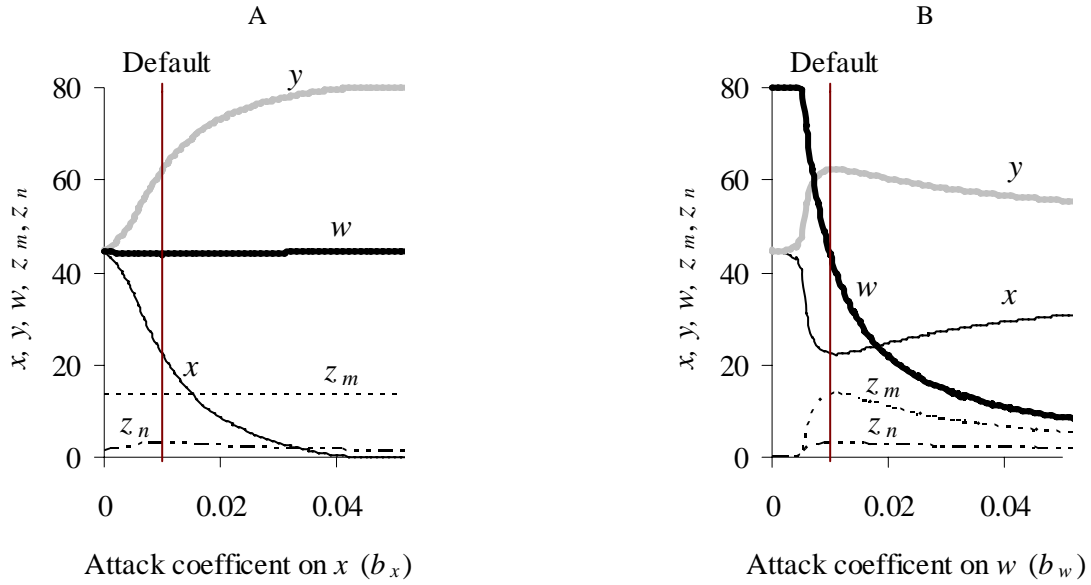 A
Default
80
60
40
20
0
x, y, w, z m, z n
y
w
x
z m
z n
0 0.02 0.04
Attack coefficent on x (b x)
B
Default
80
60
40
20
0
y
w
x
z m
z n
0 0.02 0.04
Attack coefficent on w (b w)
x, y, w, z m, z n